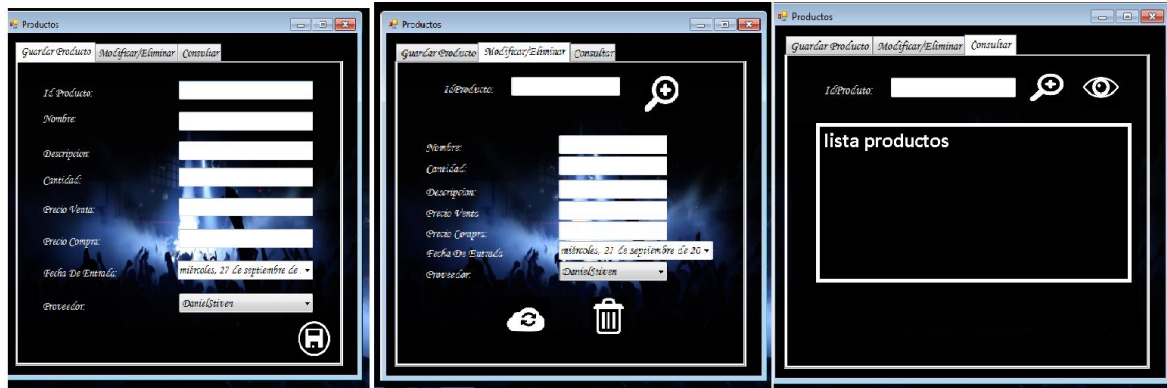 Productos
Guardar Producto Modificar/Eliminar Consultar
Id Producto:
Nombre:
Descripcion:
Cantidad:
Precio Venta:
Precio Compra:
Fecha De Entrada:
miércoles, 27 de septiembre de
Proveedor:
DanielStiven
Productos
Guardar Producto Modificar/Eliminar Consultar
IdProducto:
Nombre:
Cantidad:
Descripcion:
Precio Venta
Precio Compra:
Fecha De Entrada
miércoles, 27 de septiembre de 20
Proveedor:
DanielStiven
Productos
Guardar Producto Modificar/Eliminar Consultar
IdProduto:
lista productos